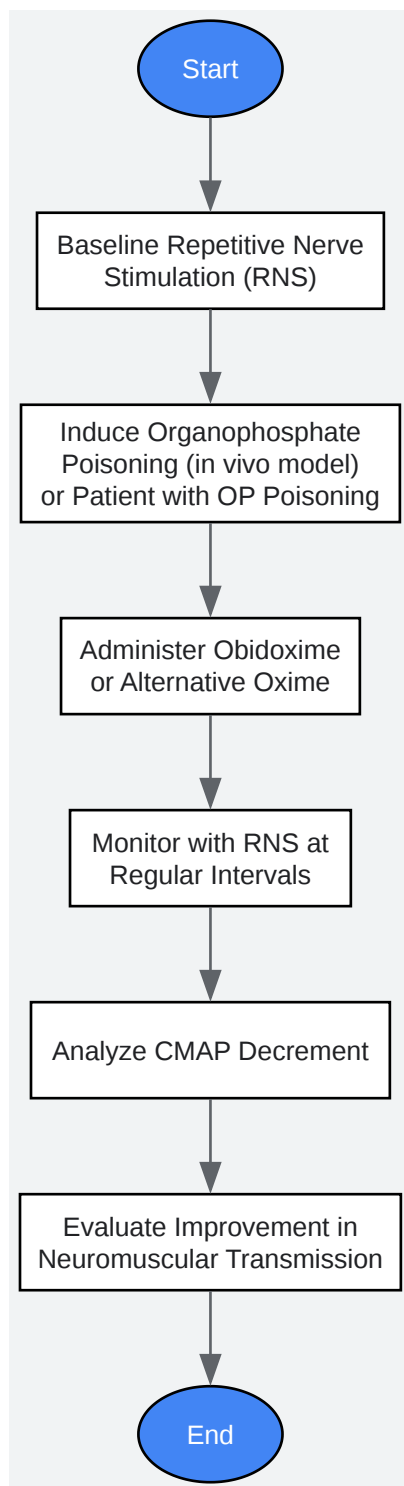 Start
Baseline Repetitive Nerve
Stimulation (RNS)
Induce Organophosphate
Poisoning (in vivo model)
or Patient with OP Poisoning
Administer Obidoxime
or Alternative Oxime
Monitor with RNS at
Regular Intervals
Analyze CMAP Decrement
Evaluate Improvement in
Neuromuscular Transmission
End